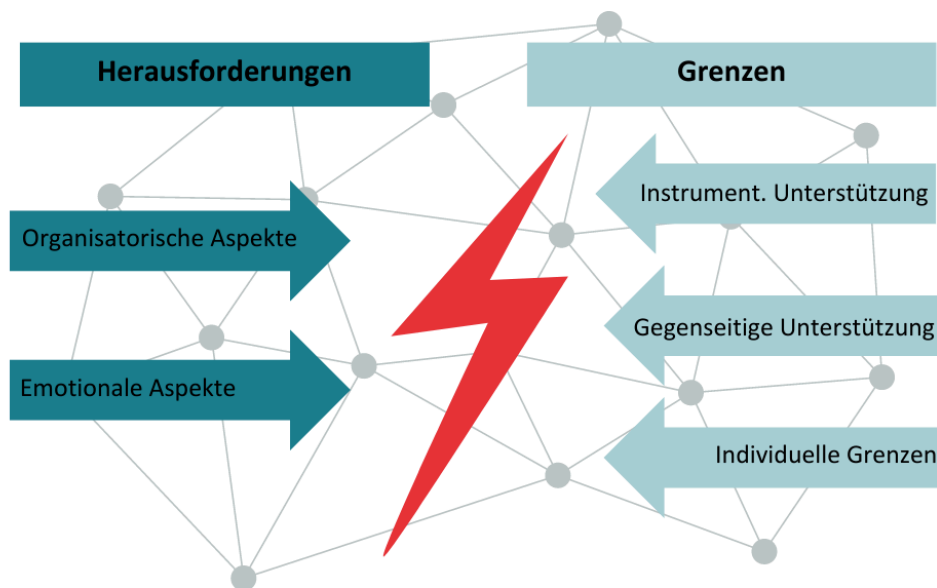 Herausforderungen
Grenzen
Organisatorische Aspekte
Emotionale Aspekte
Instrument. Unterstützung
Gegenseitige Unterstützung
Individuelle Grenzen